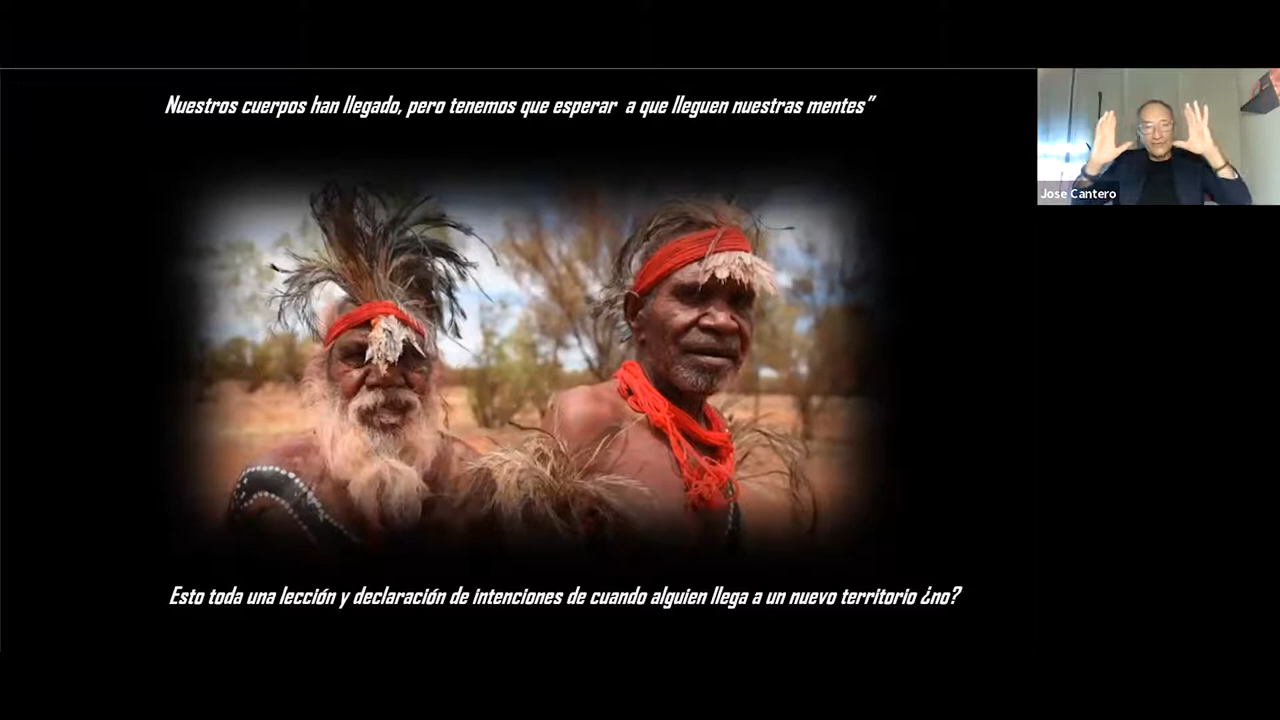 Nuestros cuerpos han llegado, pero tenemos que esperar a que lleguen nuestras mentes”
Jose Cantero
Esto toda una lección y declaración de intenciones de cuando alguien llega a un nuevo territorio ¿no?